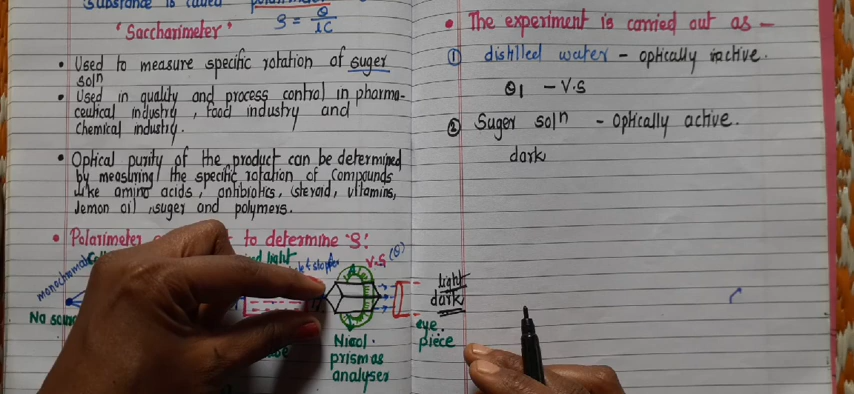 Substance is called
"Saccharimeter" S = θ/lC
• Used to measure specific rotation of suger
soln
• Used in quality and process control in pharma-
ceutical industry, food industry and
chemical industry.
• Optical purity of the product can be determined
by measuring the specific rotation of compounds
like amino acids, antibiotics, steroid, vitamins,
lemon oil, suger and polymers.
• Polarimeter to determine 'S'.
light
V.S (θ)
Na
Nicol
prism as
analyser
light
dark
eye
piece
• The experiment is carried out as –
① distilled water – optically inactive.
θ1 – V.S
② Suger soln – Optically active.
dark